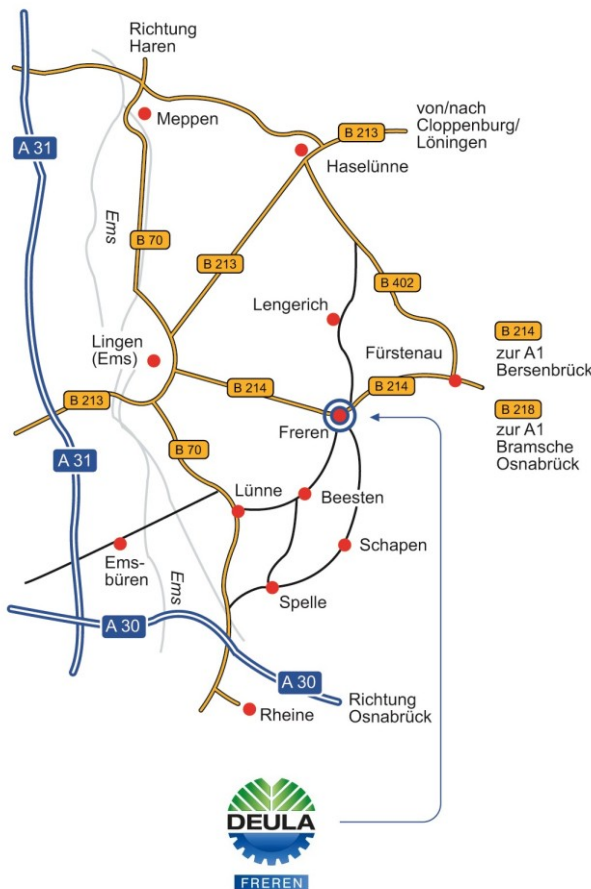 Richtung
Haren
Meppen
B 213
von/nach
Cloppenburg/
Löningen
A 31
Haselünne
Ems
B 70
B 213
B 402
Lengerich
Lingen
(Ems)
Fürstenau
B 214
zur A1
Bersenbrück
B 213
B 214
B 214
B 218
zur A1
Bramsche
Osnabrück
Freren
A 31
B 70
Lünne
Beesten
Schapen
Ems-
büren
Ems
Spelle
A 30
A 30
Rheine
Richtung
Osnabrück
DEULA
FREREN